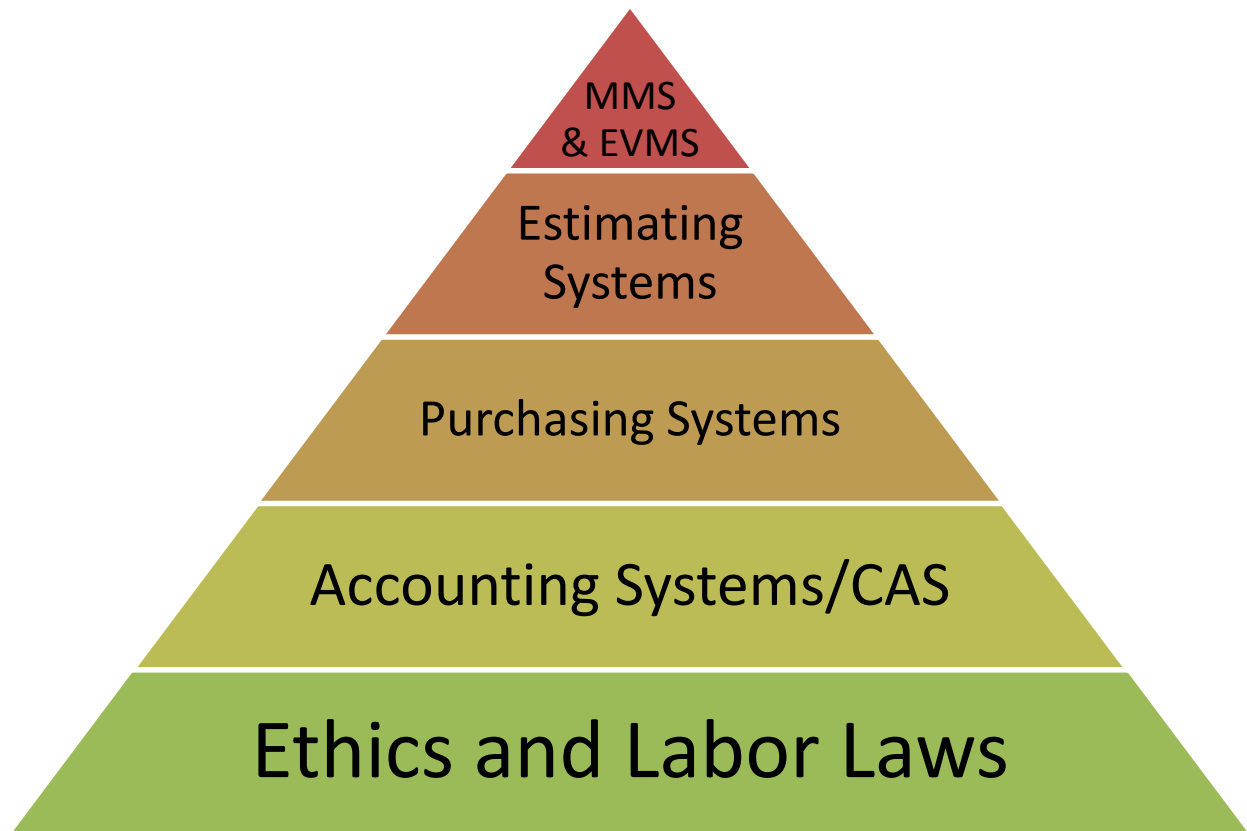 MMS
& EVMS
Estimating
Systems
Purchasing Systems
Accounting Systems/CAS
Ethics and Labor Laws